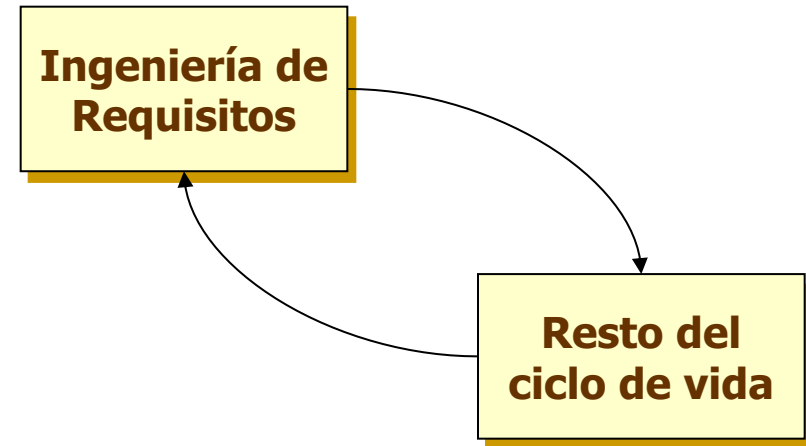 Ingeniería de
Requisitos
Resto del
ciclo de vida